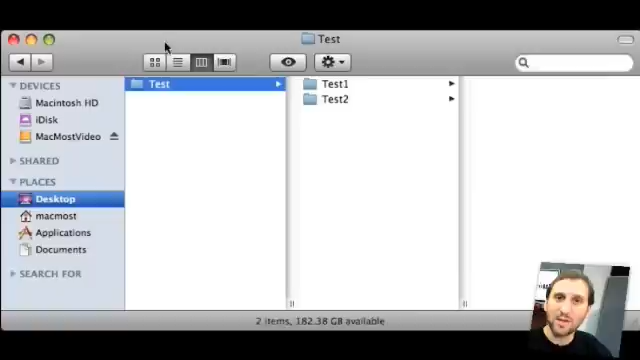 Test
DEVICES
Macintosh HD
iDisk
MacMostVideo
SHARED
PLACES
Desktop
macmost
Applications
Documents
SEARCH FOR
Test
Test1
Test2
2 items, 182.38 GB available